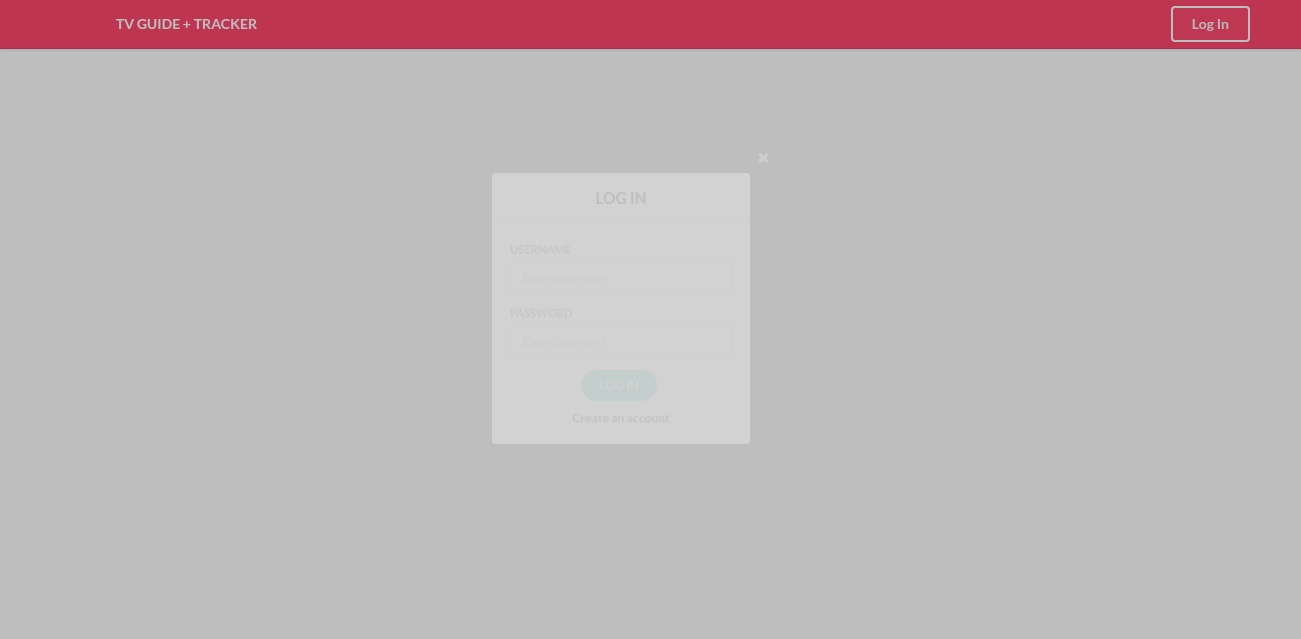 TV GUIDE + TRACKER
Log In
LOG IN
USERNAME
Enter username
PASSWORD
Enter password
LOG IN
Create an account